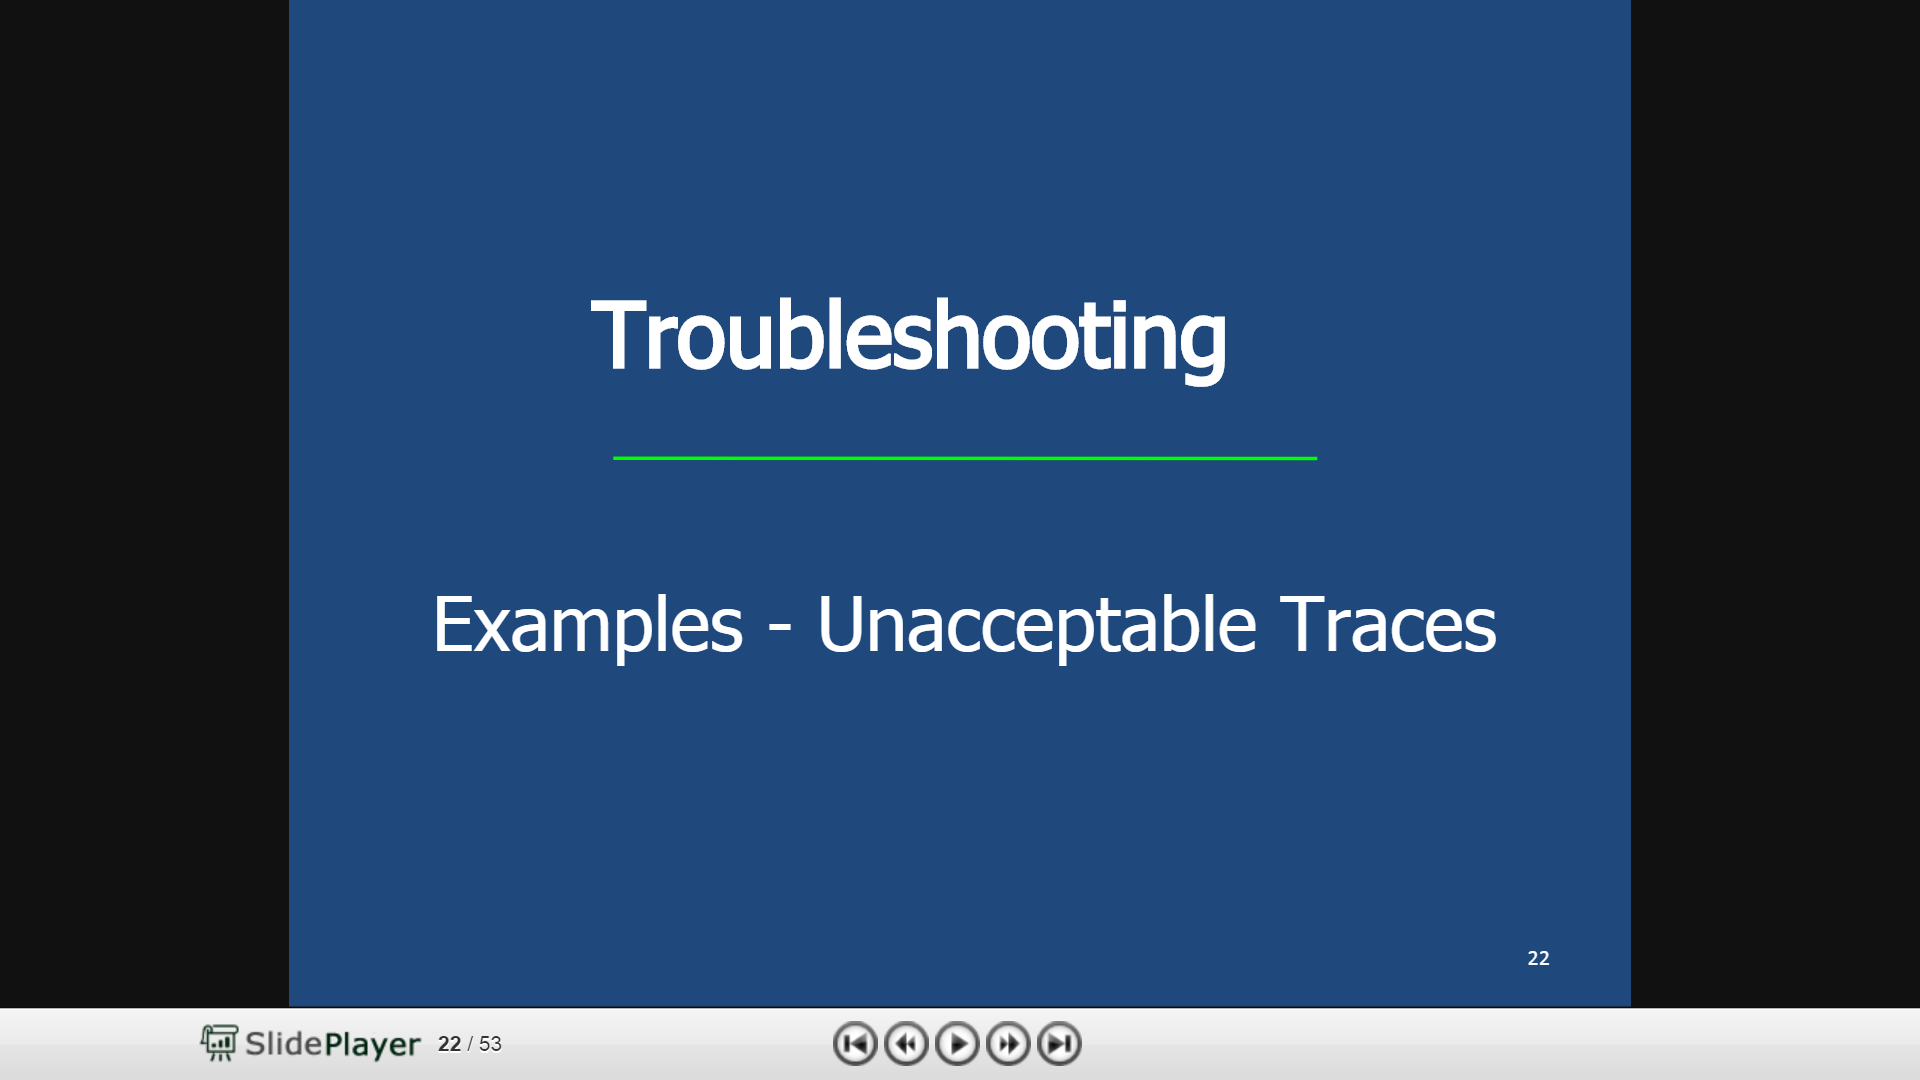 Troubleshooting
Examples - Unacceptable Traces
22
SlidePlayer 22 / 53